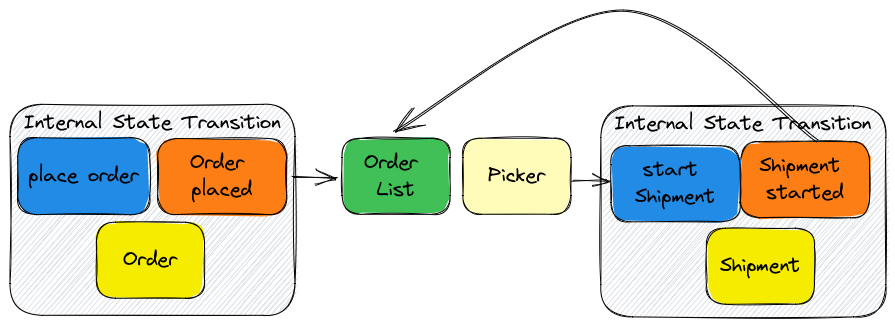 Internal State Transition
place order
Order
placed
Order
Order
List
Picker
Internal State Transition
start
Shipment
Shipment
started
Shipment